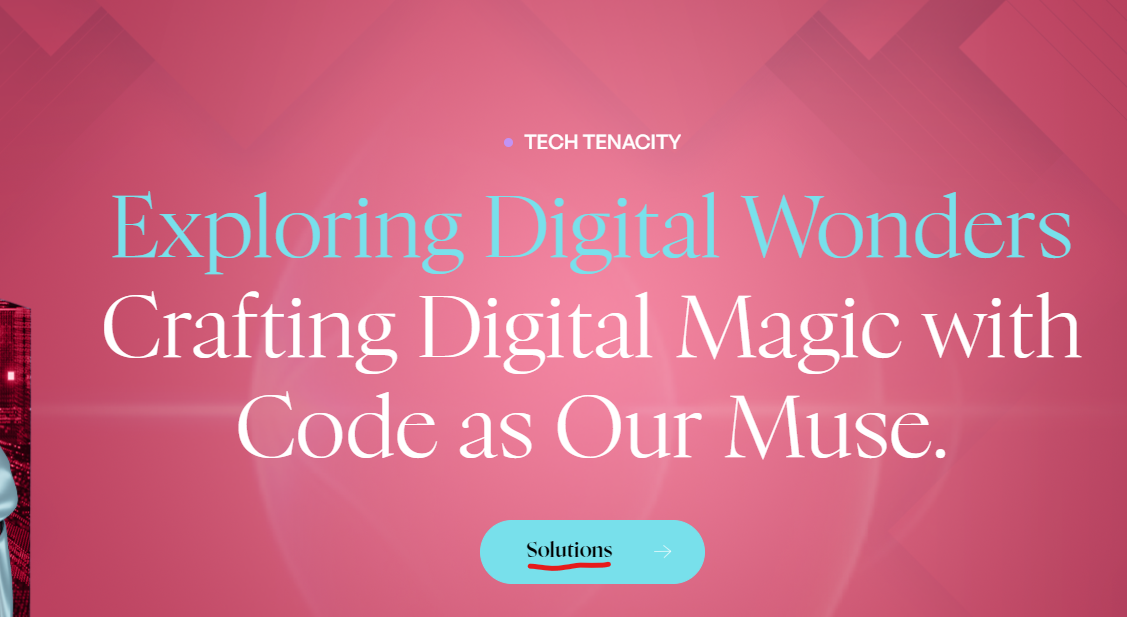 TECH TENACITY
Exploring Digital Wonders
Crafting Digital Magic with
Code as Our Muse.
Solutions